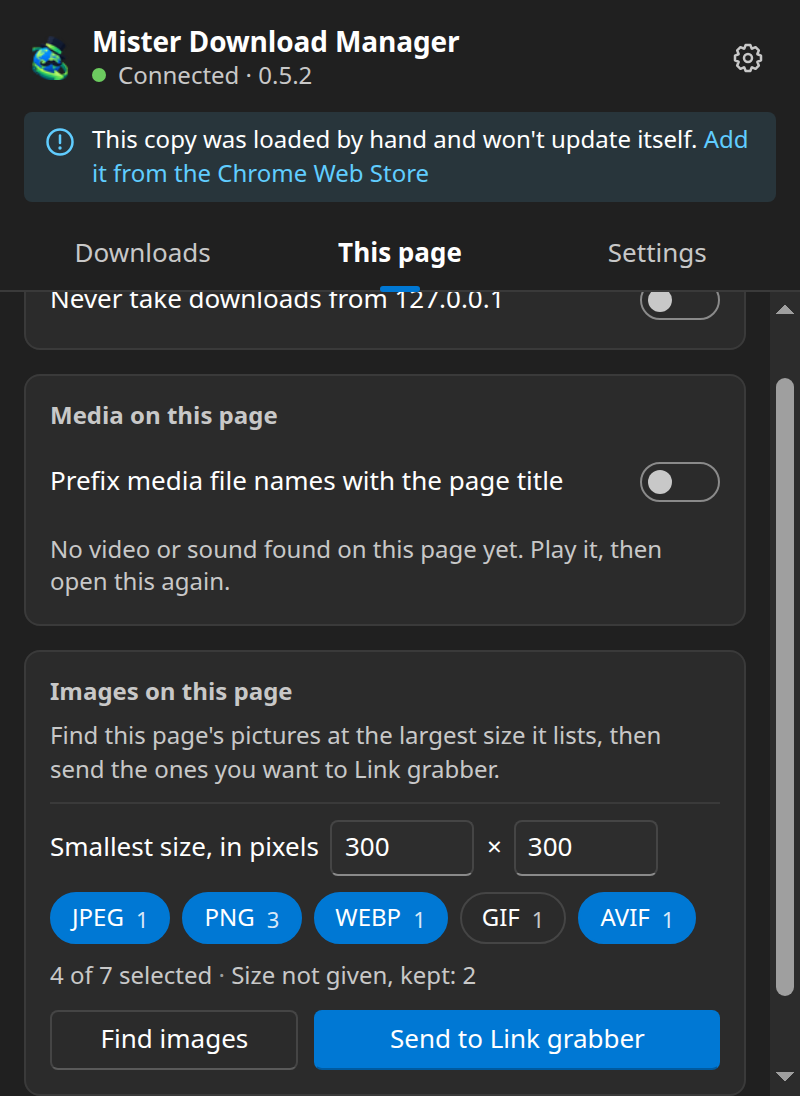 Mister Download Manager
Connected · 0.5.2
This copy was loaded by hand and won't update itself. Add
it from the Chrome Web Store
Downloads
This page
Settings
Never take downloads from 127.0.0.1
Media on this page
Prefix media file names with the page title
No video or sound found on this page yet. Play it, then
open this again.
Images on this page
Find this page's pictures at the largest size it lists, then
send the ones you want to Link grabber.
Smallest size, in pixels 300 × 300
JPEG 1 PNG 3 WEBP 1 GIF 1 AVIF 1
4 of 7 selected · Size not given, kept: 2
Find images
Send to Link grabber